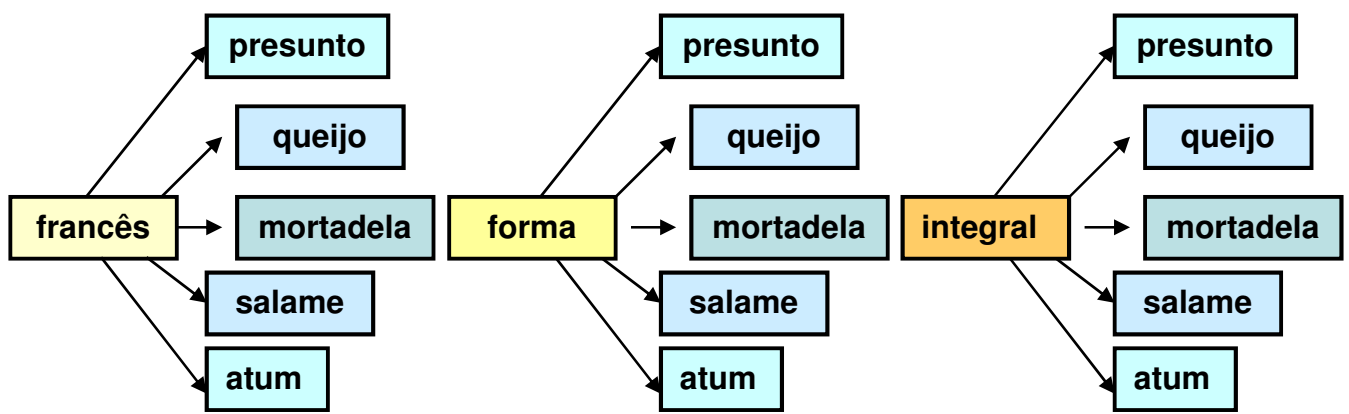 presunto
queijo
francês
mortadela
salame
atum
presunto
queijo
forma
mortadela
salame
atum
presunto
queijo
integral
mortadela
salame
atum